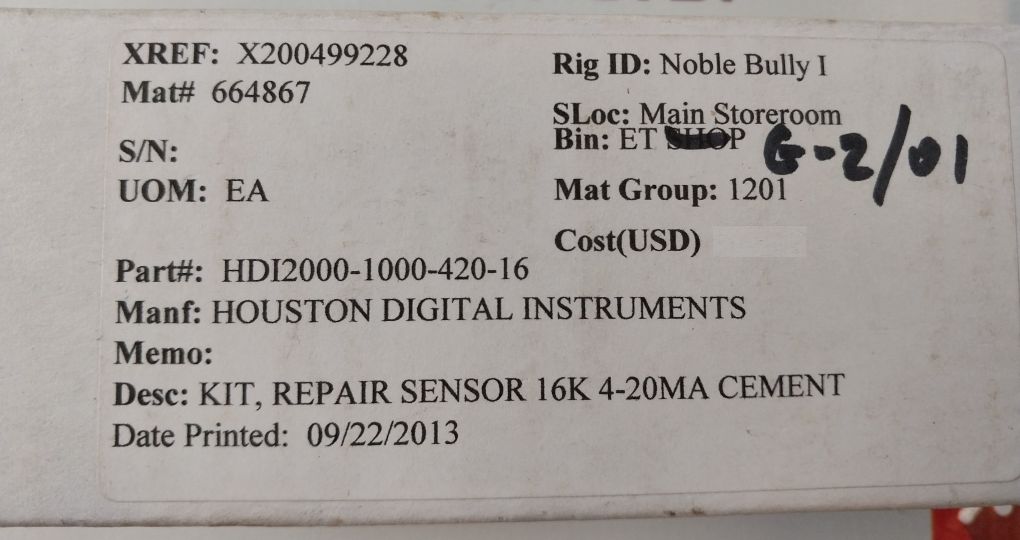 XREF: X200499228
Mat# 664867
S/N:
UOM: EA
Rig ID: Noble Bully I
SLoc: Main Storeroom
Bin: ET SHOP G-2/01
Mat Group: 1201
Cost(USD)
Part#: HDI2000-1000-420-16
Manf: HOUSTON DIGITAL INSTRUMENTS
Memo:
Desc: KIT, REPAIR SENSOR 16K 4-20MA CEMENT
Date Printed: 09/22/2013